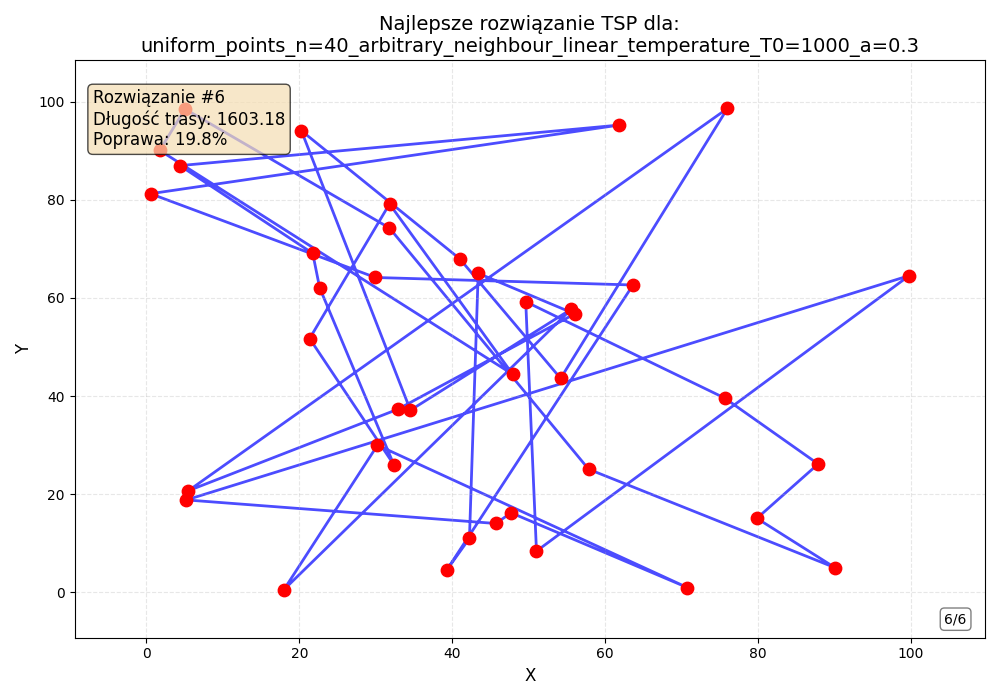 Najlepsze rozwiązanie TSP dla:
uniform_points_n=40_arbitrary_neighbour_linear_temperature_T0=1000_a=0.3
Rozwiązanie #6
Długość trasy: 1603.18
Poprawa: 19.8%
100
80
60
40
20
0
Y
0 20 40 60 80 100
X
6/6